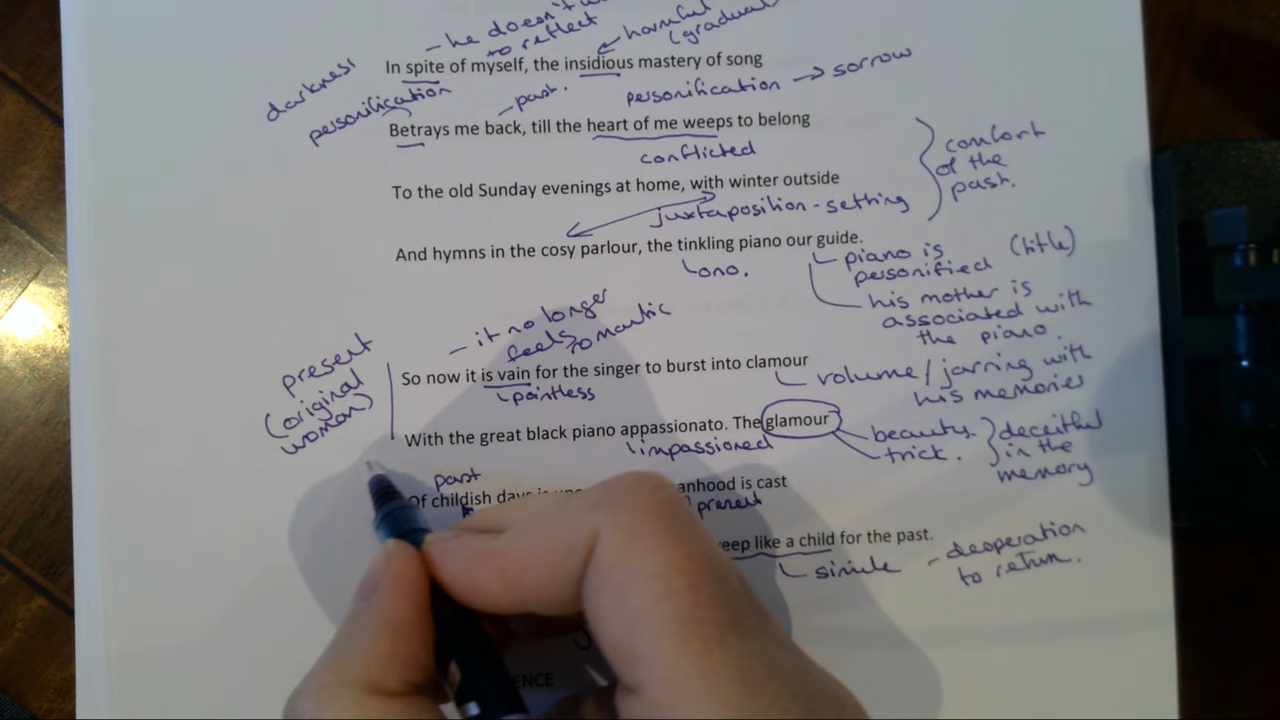 - he doesn't
to reflect
harmful
(gradual
In spite of myself, the insidious mastery of song
darkness
personification
- past.
personification → sorrow
Betrays me back, till the heart of me weeps to belong
conflicted
comfort
of the
past.
To the old Sunday evenings at home, with winter outside
juxtaposition - setting
And hymns in the cosy parlour, the tinkling piano our guide.
ono.
piano is
personified (title)
his mother is
associated with
the piano
- it no longer
feels romantic
present
(original
woman)
So now it is vain for the singer to burst into clamour
pointless
volume / jarring with
his memories
With the great black piano appassionato. The glamour
impassioned
beauty.
trick.
deceitful
in the
memory
past
Of childish days is anhood is cast
present
eep like a child for the past.
simile - desperation
to return.
ENCE